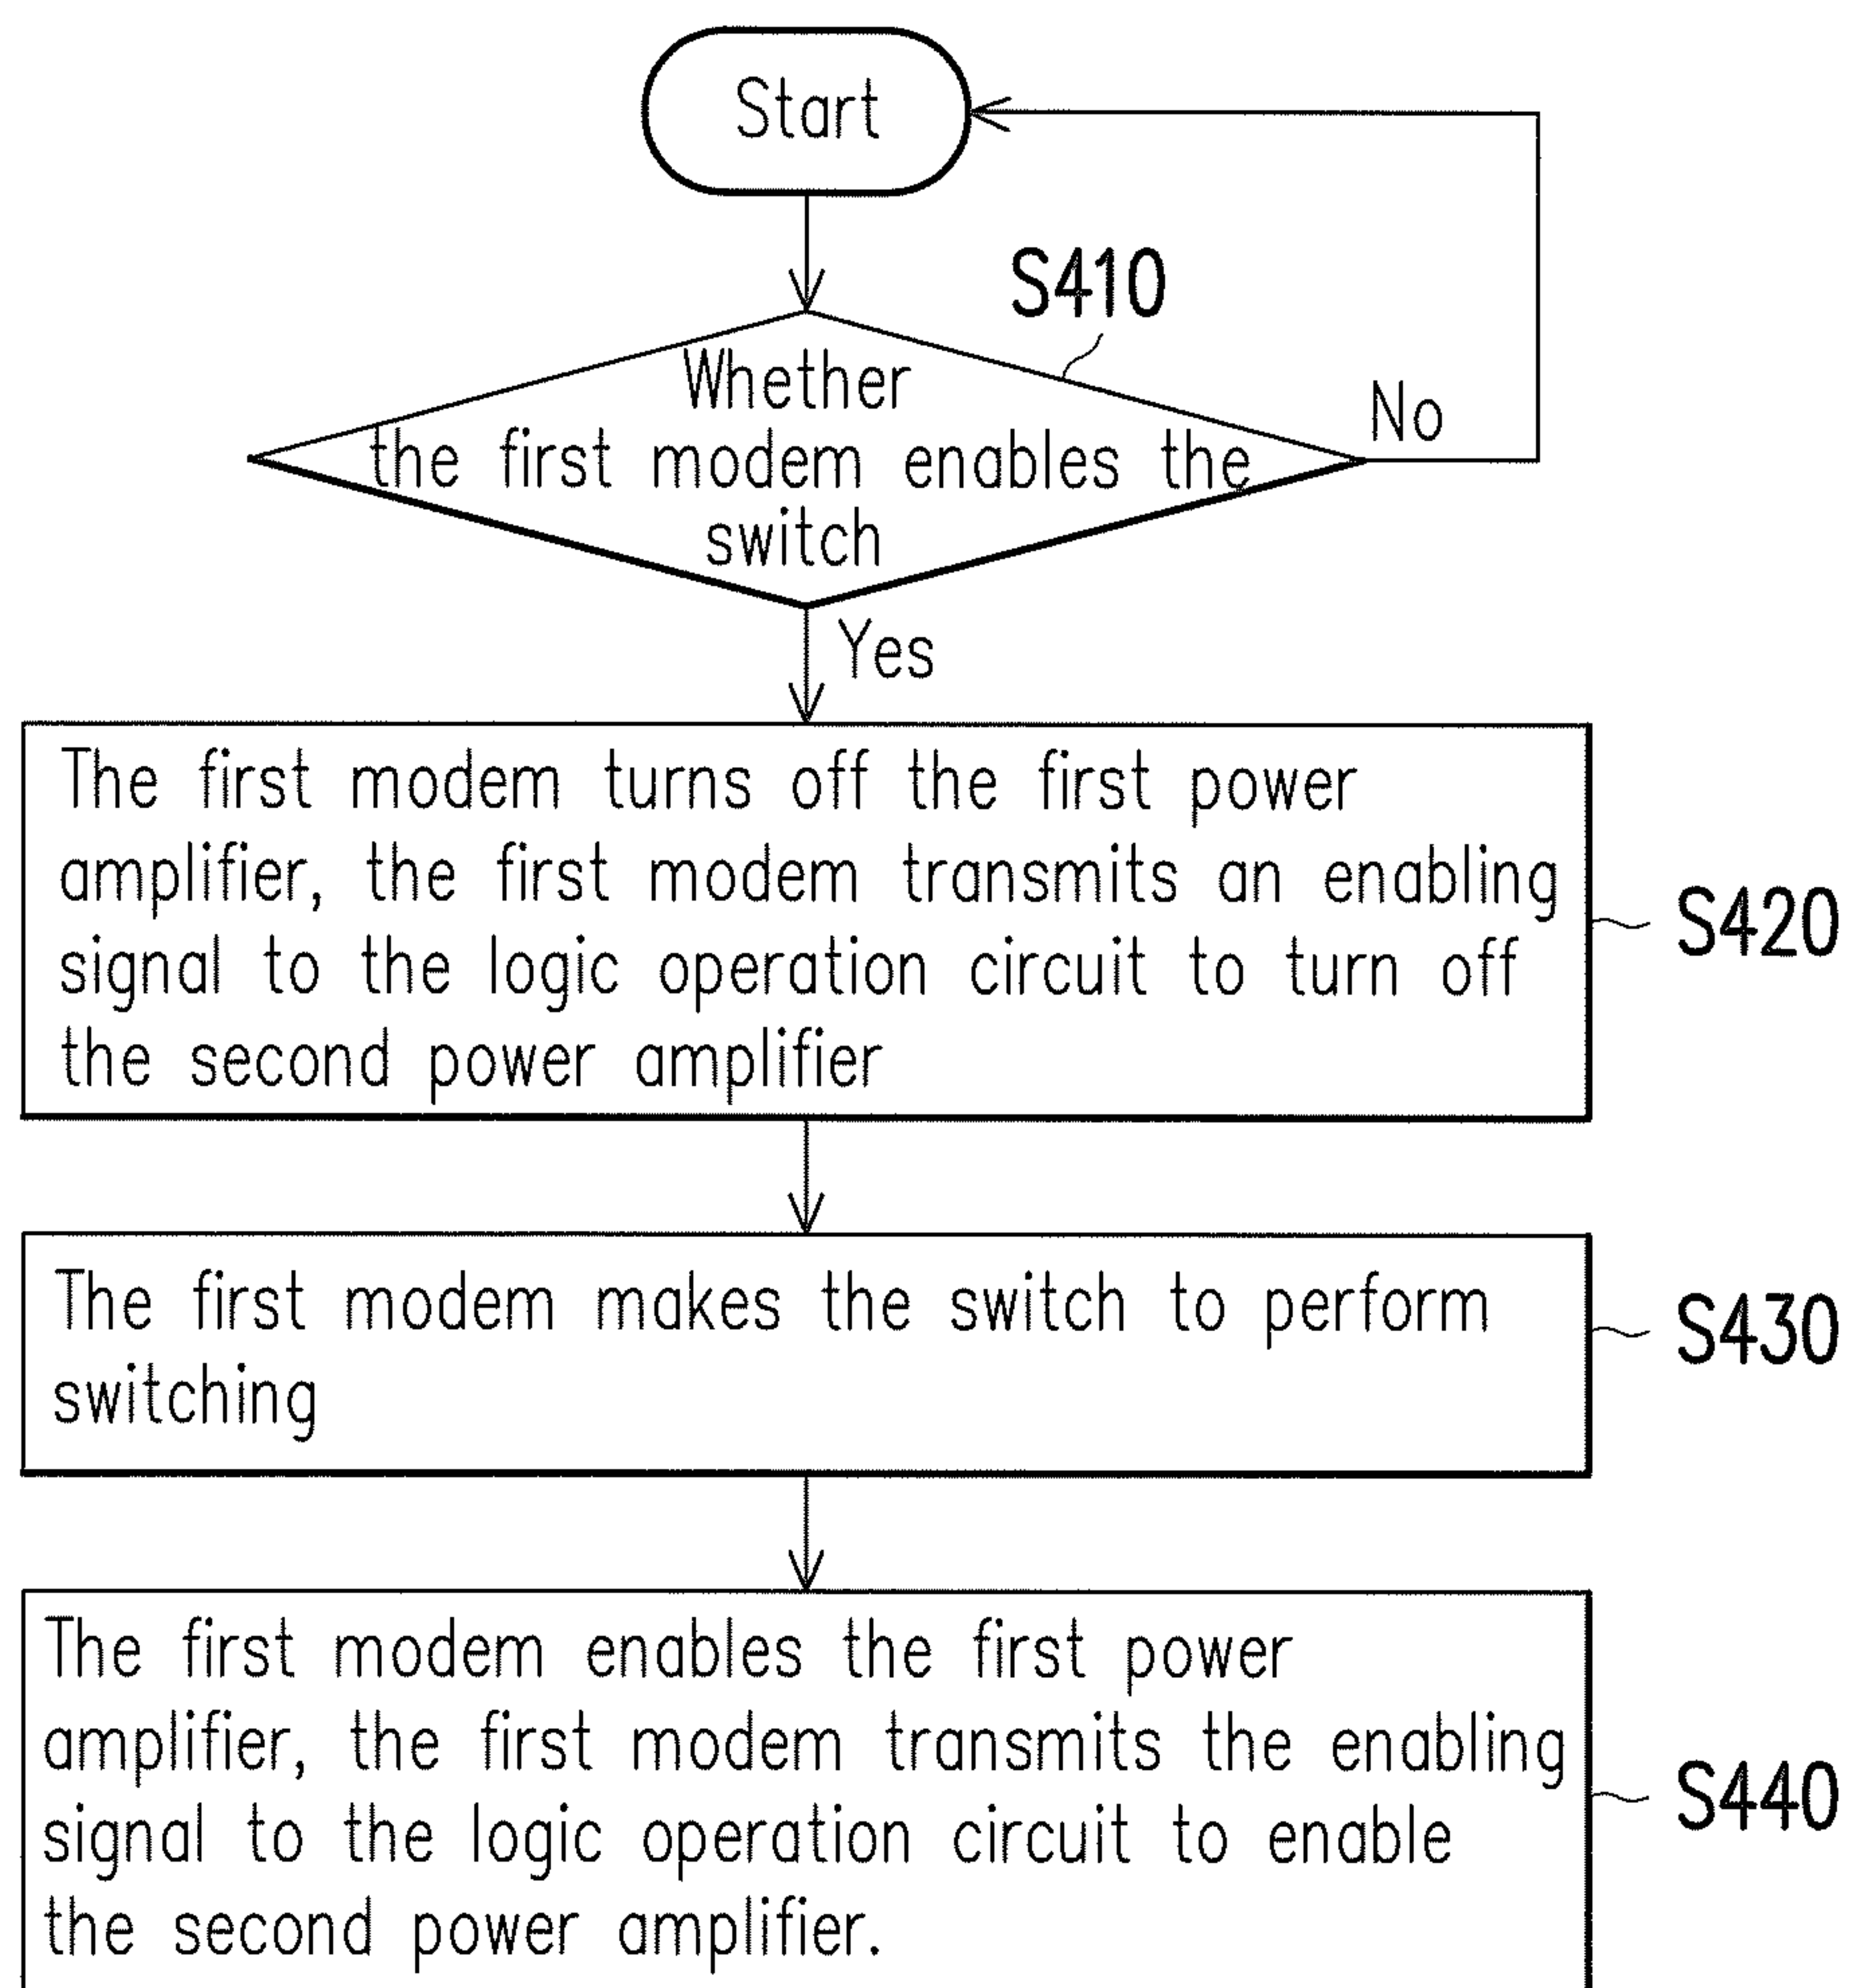 Start
S410
Whether
the first modem enables the
switch
No
Yes
The first modem turns off the first power
amplifier, the first modem transmits an enabling
signal to the logic operation circuit to turn off
the second power amplifier
S420
The first modem makes the switch to perform
switching
S430
The first modem enables the first power
amplifier, the first modem transmits the enabling
signal to the logic operation circuit to enable
the second power amplifier.
S440